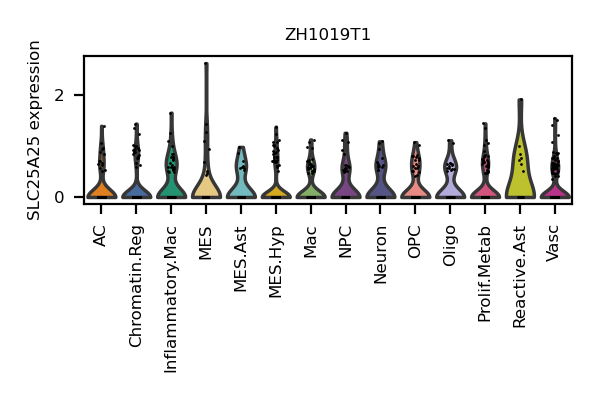 ZH1019T1
SLC25A25 expression
2
0
AC
Chromatin.Reg
Inflammatory.Mac
MES
MES.Ast
MES.Hyp
Mac
NPC
Neuron
OPC
Oligo
Prolif.Metab
Reactive.Ast
Vasc